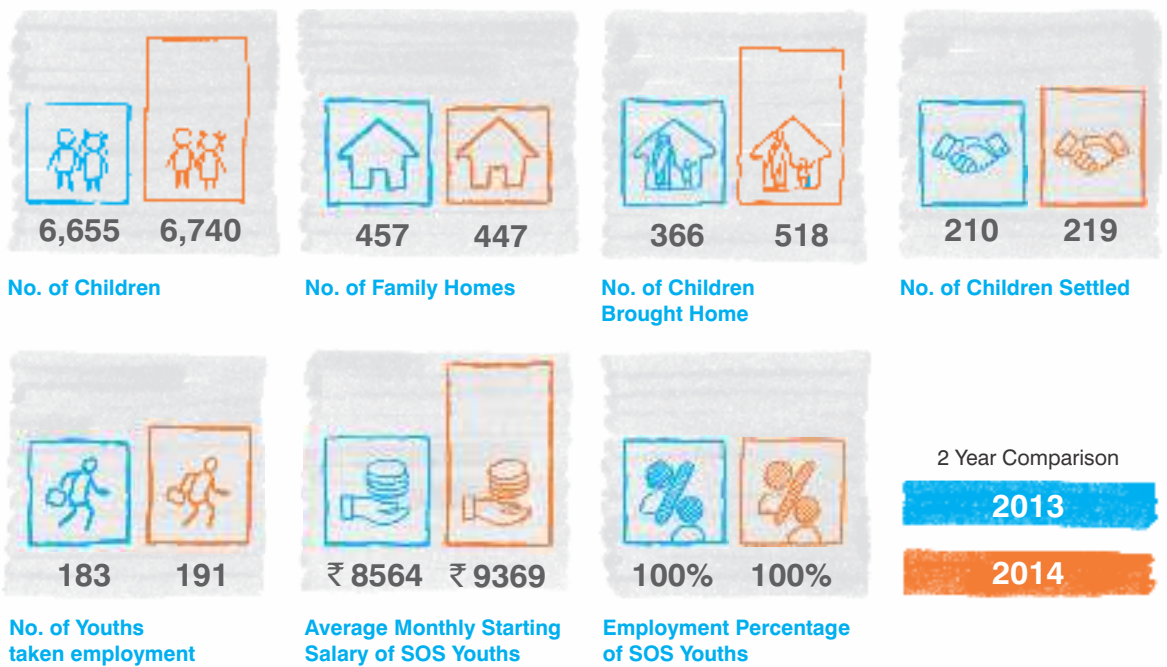 6,655 6,740
No. of Children
457 447
No. of Family Homes
366 518
No. of Children
Brought Home
210 219
No. of Children Settled
183 191
No. of Youths
taken employment
₹ 8564 ₹ 9369
Average Monthly Starting
Salary of SOS Youths
100% 100%
Employment Percentage
of SOS Youths
2 Year Comparison
2013
2014